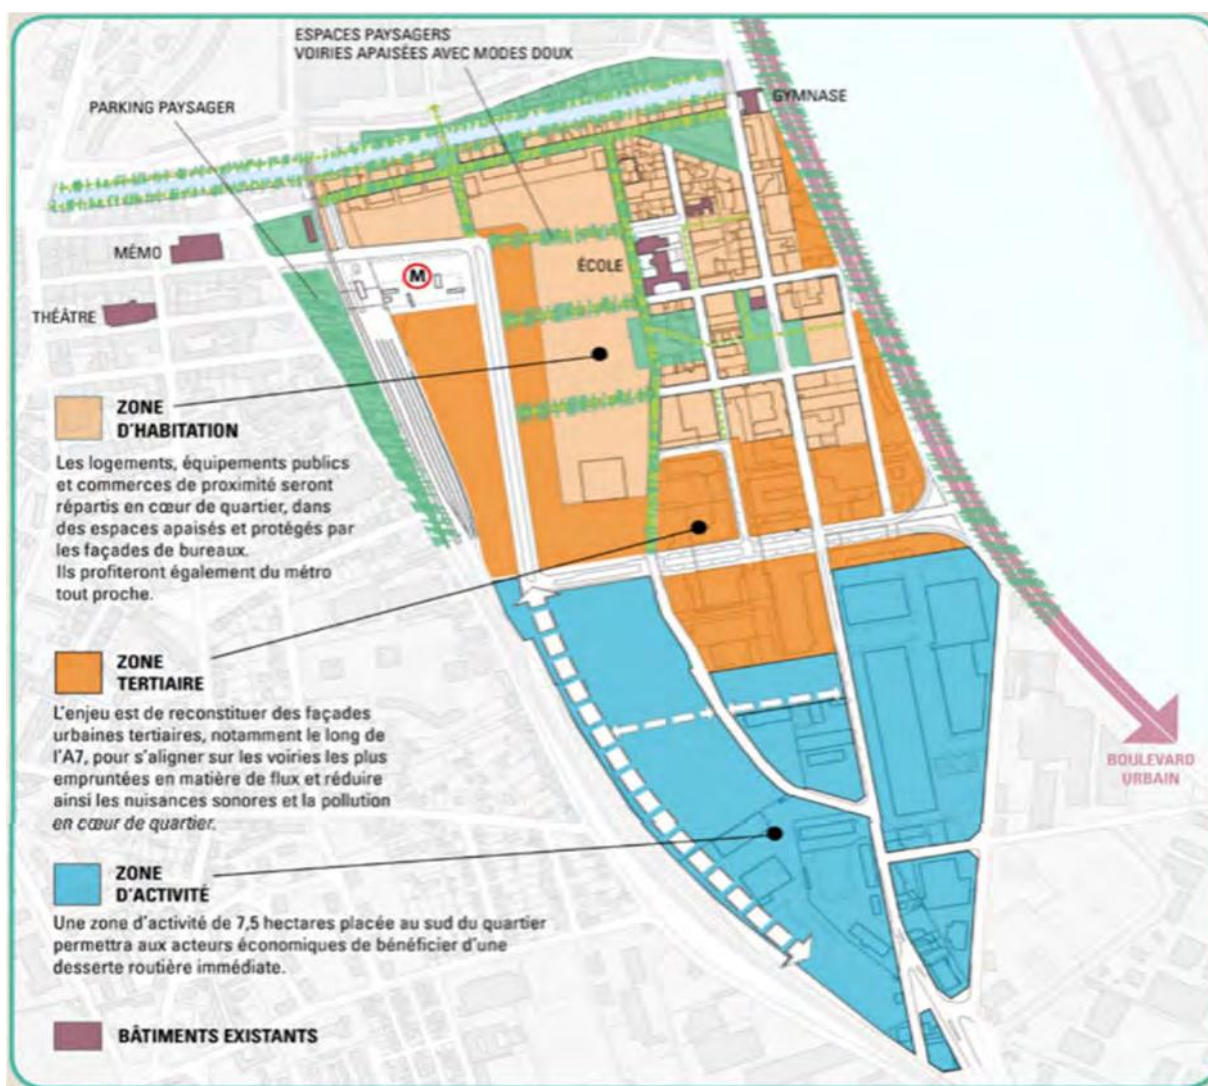 ESPACES PAYSAGERS
VOIRIES APAISÉES AVEC MODES DOUX
PARKING PAYSAGER
GYMNASE
MÉMO
THÉÂTRE
M
ÉCOLE
ZONE
D'HABITATION
Les logements, équipements publics
et commerces de proximité seront
répartis en cœur de quartier, dans
des espaces apaisés et protégés par
les façades de bureaux.
Ils profiteront également du métro
tout proche.
ZONE
TERTIAIRE
L'enjeu est de reconstituer des façades
urbaines tertiaires, notamment le long de
l'A7, pour s'aligner sur les voiries les plus
empruntées en matière de flux et réduire
ainsi les nuisances sonores et la pollution
en cœur de quartier.
BOULEVARD
URBAIN
ZONE
D'ACTIVITÉ
Une zone d'activité de 7,5 hectares placée au sud du quartier
permettra aux acteurs économiques de bénéficier d'une
desserte routière immédiate.
BÂTIMENTS EXISTANTS